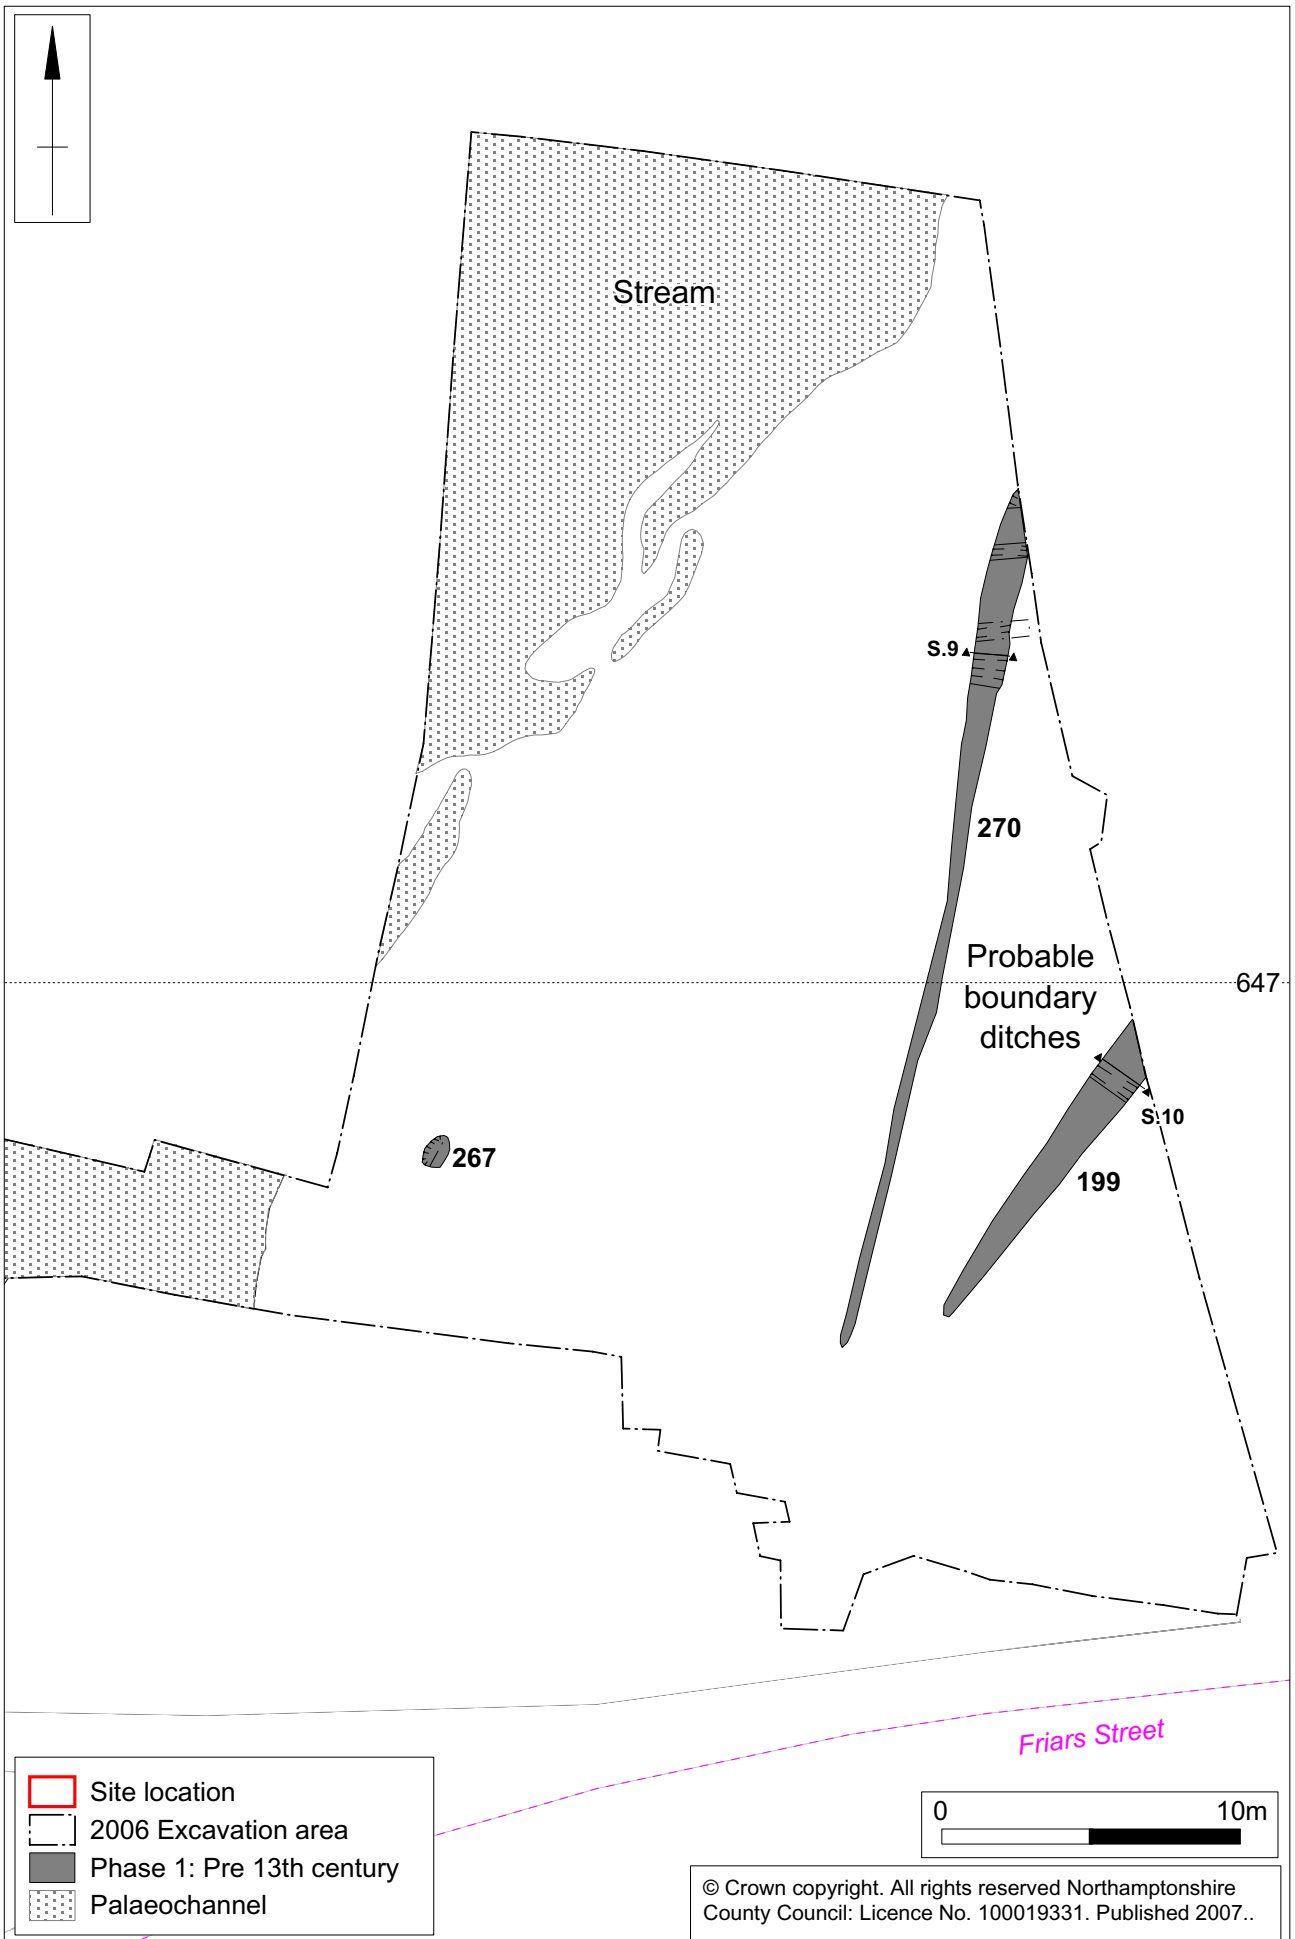 Stream
S.9
270
Probable
boundary
ditches
647
S.10
267
199
Friars Street
Site location
2006 Excavation area
Phase 1: Pre 13th century
Palaeochannel
0 10m
© Crown copyright. All rights reserved Northamptonshire
County Council: Licence No. 100019331. Published 2007..